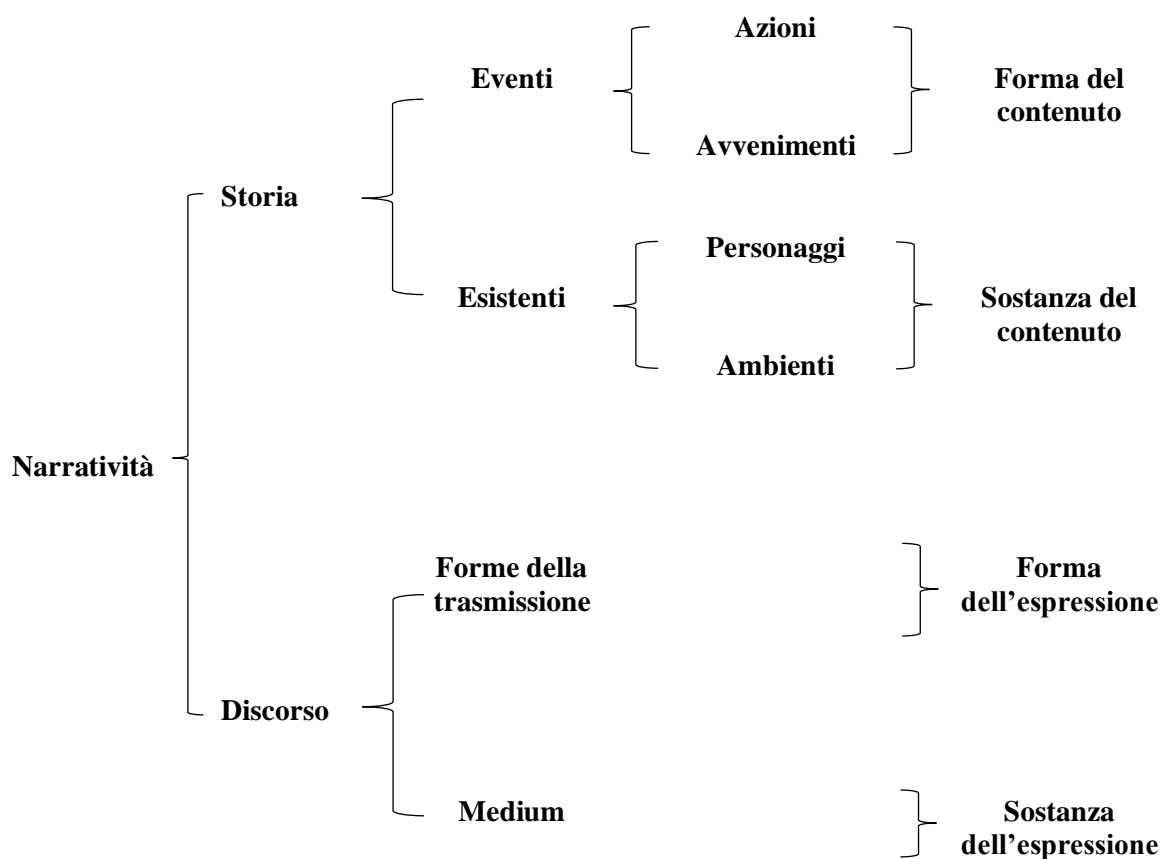 Azioni
Eventi
Forma del
contenuto
Avvenimenti
Storia
Personaggi
Esistenti
Sostanza del
contenuto
Ambienti
Narratività
Forme della
trasmissione
Forma
dell’espressione
Discorso
Medium
Sostanza
dell’espressione